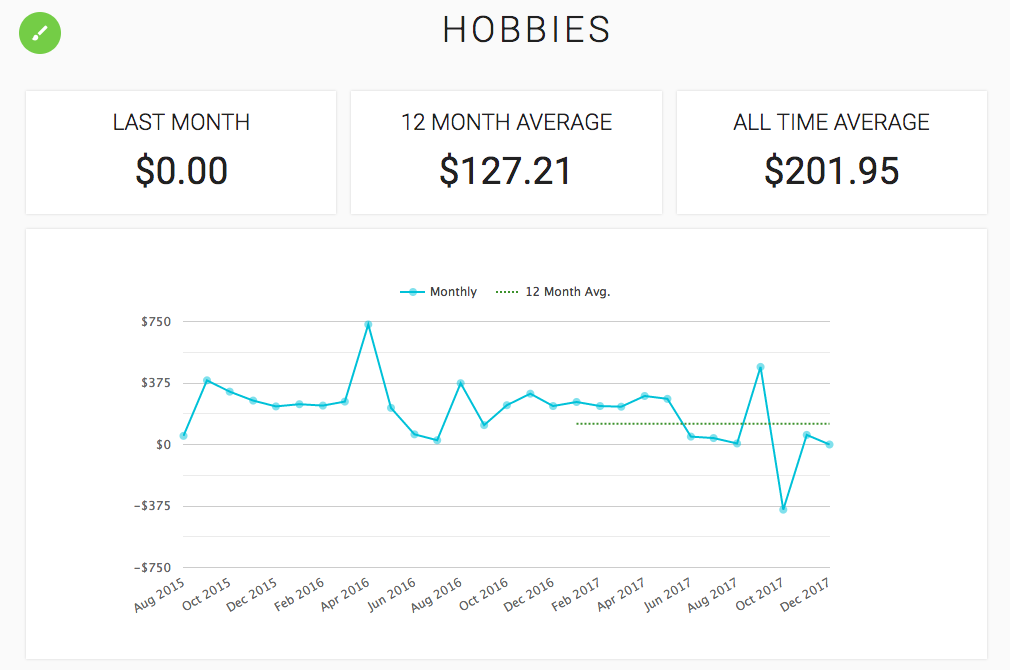 HOBBIES
LAST MONTH
$0.00
12 MONTH AVERAGE
$127.21
ALL TIME AVERAGE
$201.95
Monthly 12 Month Avg.
$750
$375
$0
−$375
−$750
Aug 2015 Oct 2015 Dec 2015 Feb 2016 Apr 2016 Jun 2016 Aug 2016 Oct 2016 Dec 2016 Feb 2017 Apr 2017 Jun 2017 Aug 2017 Oct 2017 Dec 2017